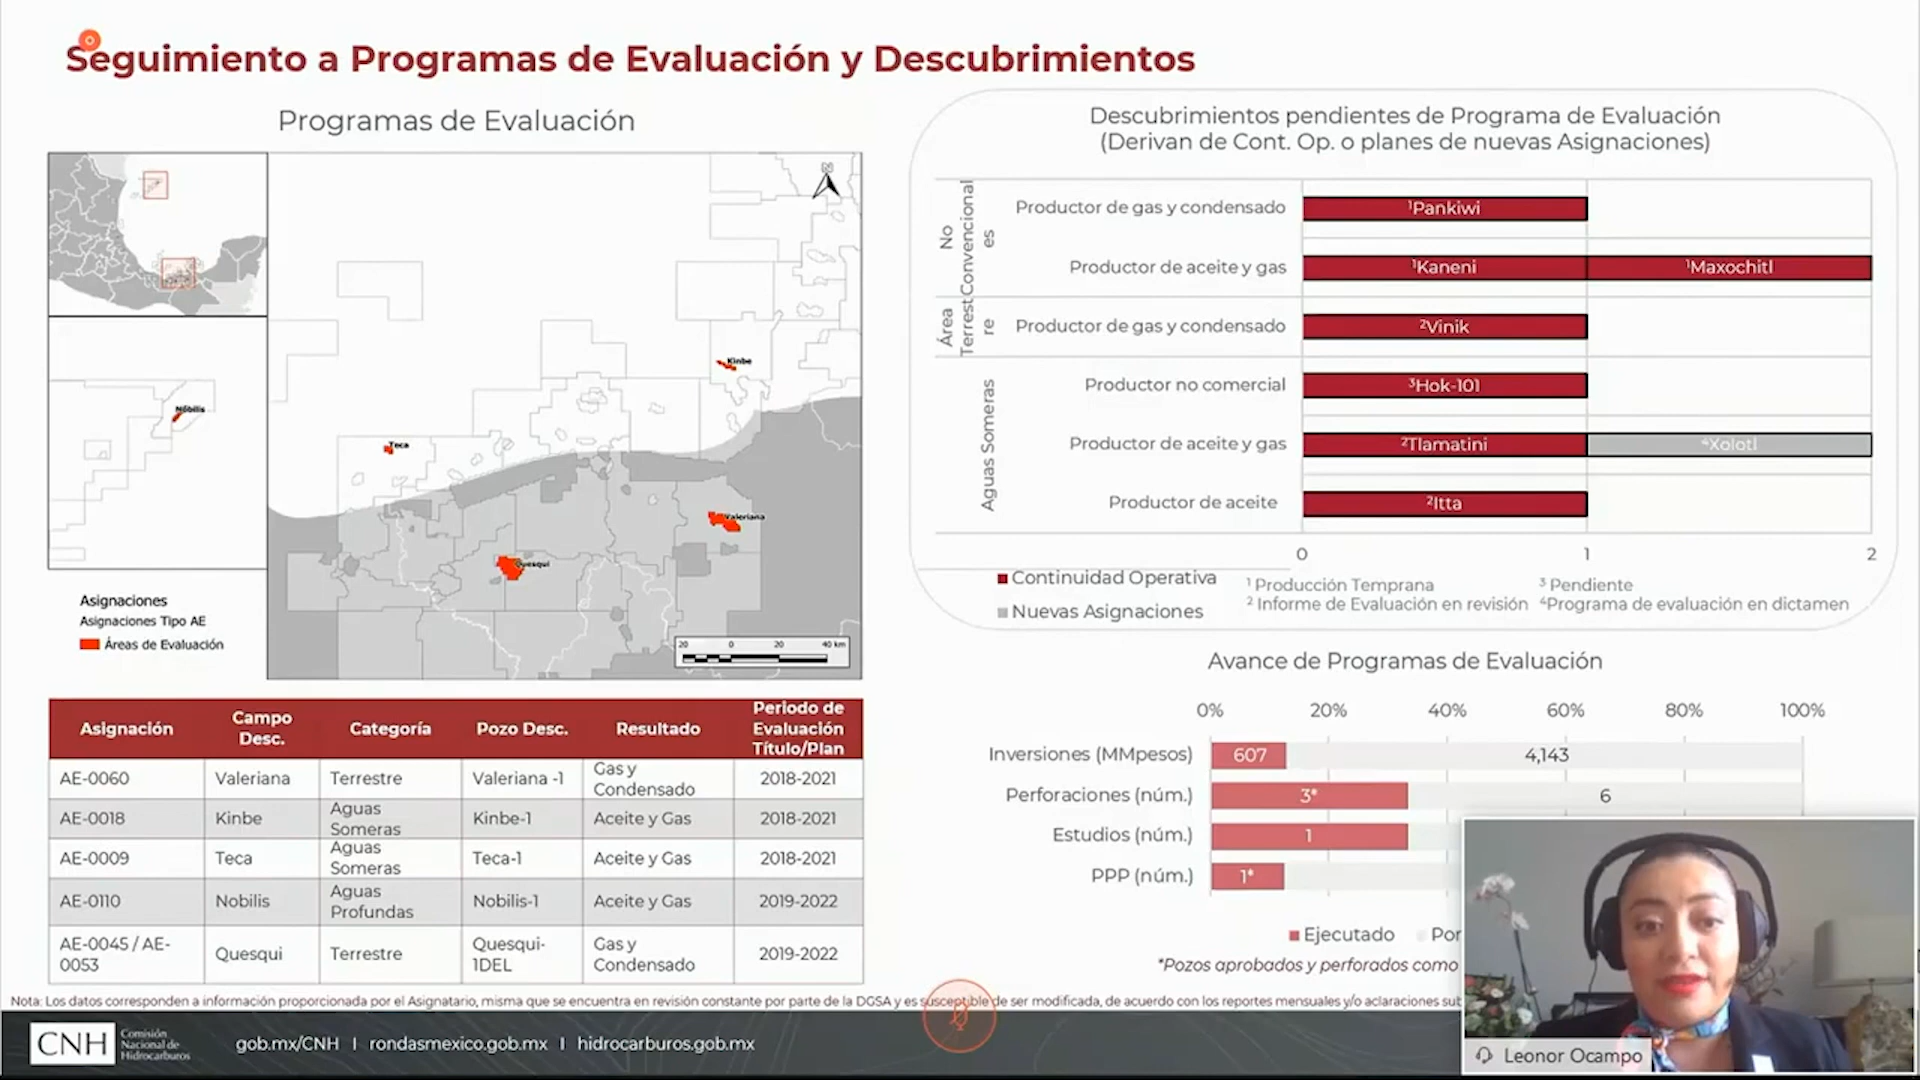 Seguimiento a Programas de Evaluación y Descubrimientos
Programas de Evaluación
N
Kinbe
Nobilis
Teca
Valeriana
Quesqui
20 0 20 40 km
Asignaciones
Asignaciones Tipo AE
Áreas de Evaluación
Asignación Campo Desc. Categoría Pozo Desc. Resultado Periodo de Evaluación Título/Plan
AE-0060 Valeriana Terrestre Valeriana -1 Gas y Condensado 2018-2021
AE-0018 Kinbe Aguas Someras Kinbe-1 Aceite y Gas 2018-2021
AE-0009 Teca Aguas Someras Teca-1 Aceite y Gas 2018-2021
AE-0110 Nobilis Aguas Profundas Nobilis-1 Aceite y Gas 2019-2022
AE-0045 / AE-0053 Quesqui Terrestre Quesqui-1DEL Gas y Condensado 2019-2022
Descubrimientos pendientes de Programa de Evaluación
(Derivan de Cont. Op. o planes de nuevas Asignaciones)
No Convencionales
Productor de gas y condensado ¹Pankiwi
Productor de aceite y gas ¹Kaneni ¹Maxochitl
Área Terrestre
Productor de gas y condensado ²Vinik
Aguas Someras
Productor no comercial ³Hok-101
Productor de aceite y gas ²Tlamatini ⁴Xolotl
Productor de aceite ²Itta
0 1 2
Continuidad Operativa
Nuevas Asignaciones
¹ Producción Temprana ³ Pendiente
² Informe de Evaluación en revisión ⁴Programa de evaluación en dictamen
Avance de Programas de Evaluación
0% 20% 40% 60% 80% 100%
Inversiones (MMpesos) 607 4,143
Perforaciones (núm.) 3* 6
Estudios (núm.) 1
PPP (núm.) 1*
Ejecutado Por
*Pozos aprobados y perforados como
Nota: Los datos corresponden a información proporcionada por el Asignatario, misma que se encuentra en revisión constante por parte de la DGSA y es susceptible de ser modificada, de acuerdo con los reportes mensuales y/o aclaraciones sub
CNH Comisión Nacional de Hidrocarburos
gob.mx/CNH | rondasmexico.gob.mx | hidrocarburos.gob.mx
Leonor Ocampo